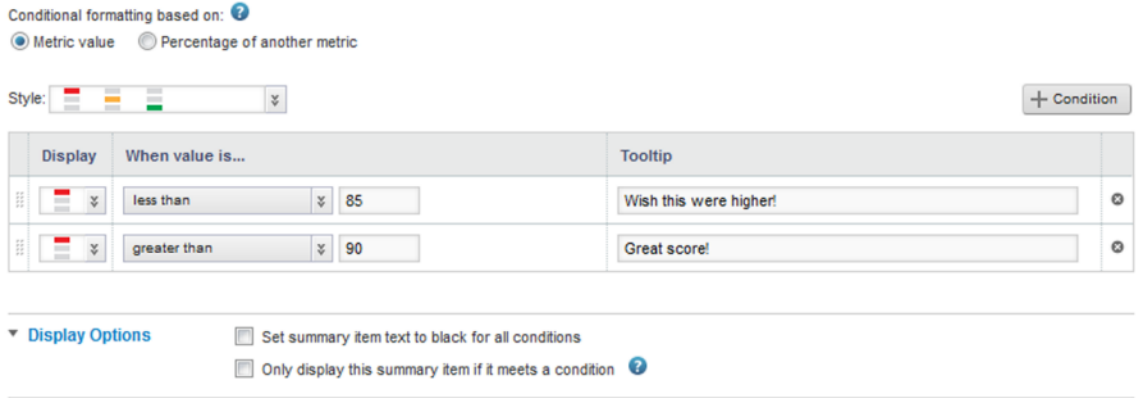 Conditional formatting based on: ?
Metric value Percentage of another metric
Style: + Condition
Display When value is... Tooltip
less than 85 Wish this were higher!
greater than 90 Great score!
Display Options Set summary item text to black for all conditions
Only display this summary item if it meets a condition ?